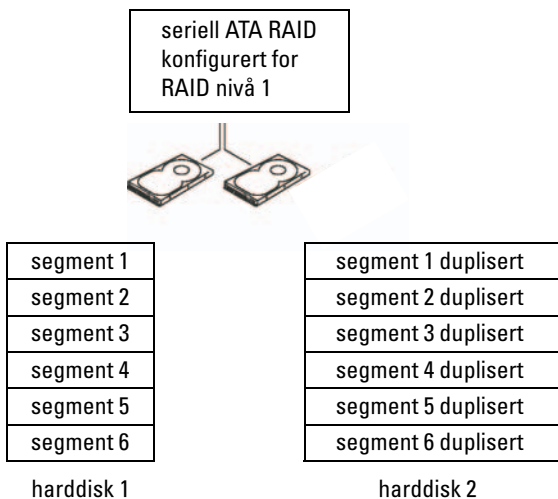 seriell ATA RAID
konfigurert for
RAID nivå 1
segment 1
segment 1 duplisert
segment 2
segment 2 duplisert
segment 3
segment 3 duplisert
segment 4
segment 4 duplisert
segment 5
segment 5 duplisert
segment 6
segment 6 duplisert
harddisk 1
harddisk 2